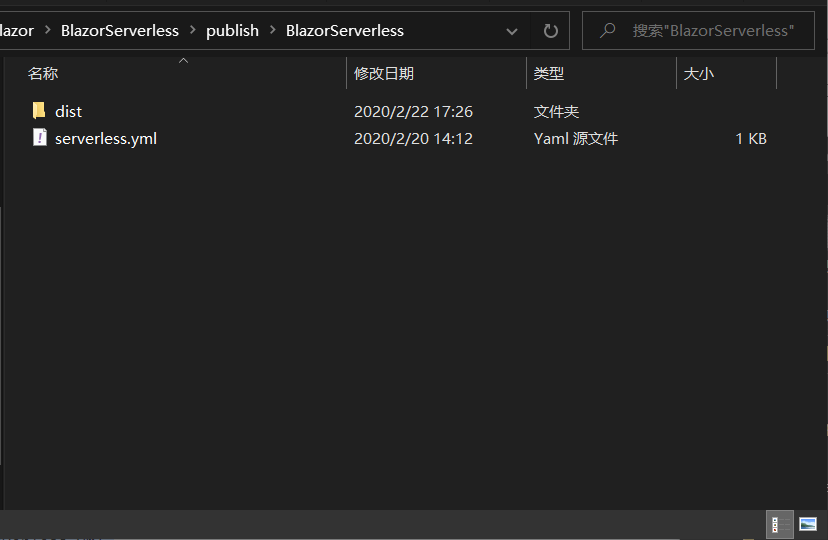 lazor > BlazorServerless > publish > BlazorServerless
搜索"BlazorServerless"
名称 修改日期 类型 大小
dist 2020/2/22 17:26 文件夹
serverless.yml 2020/2/20 14:12 Yaml 源文件 1 KB